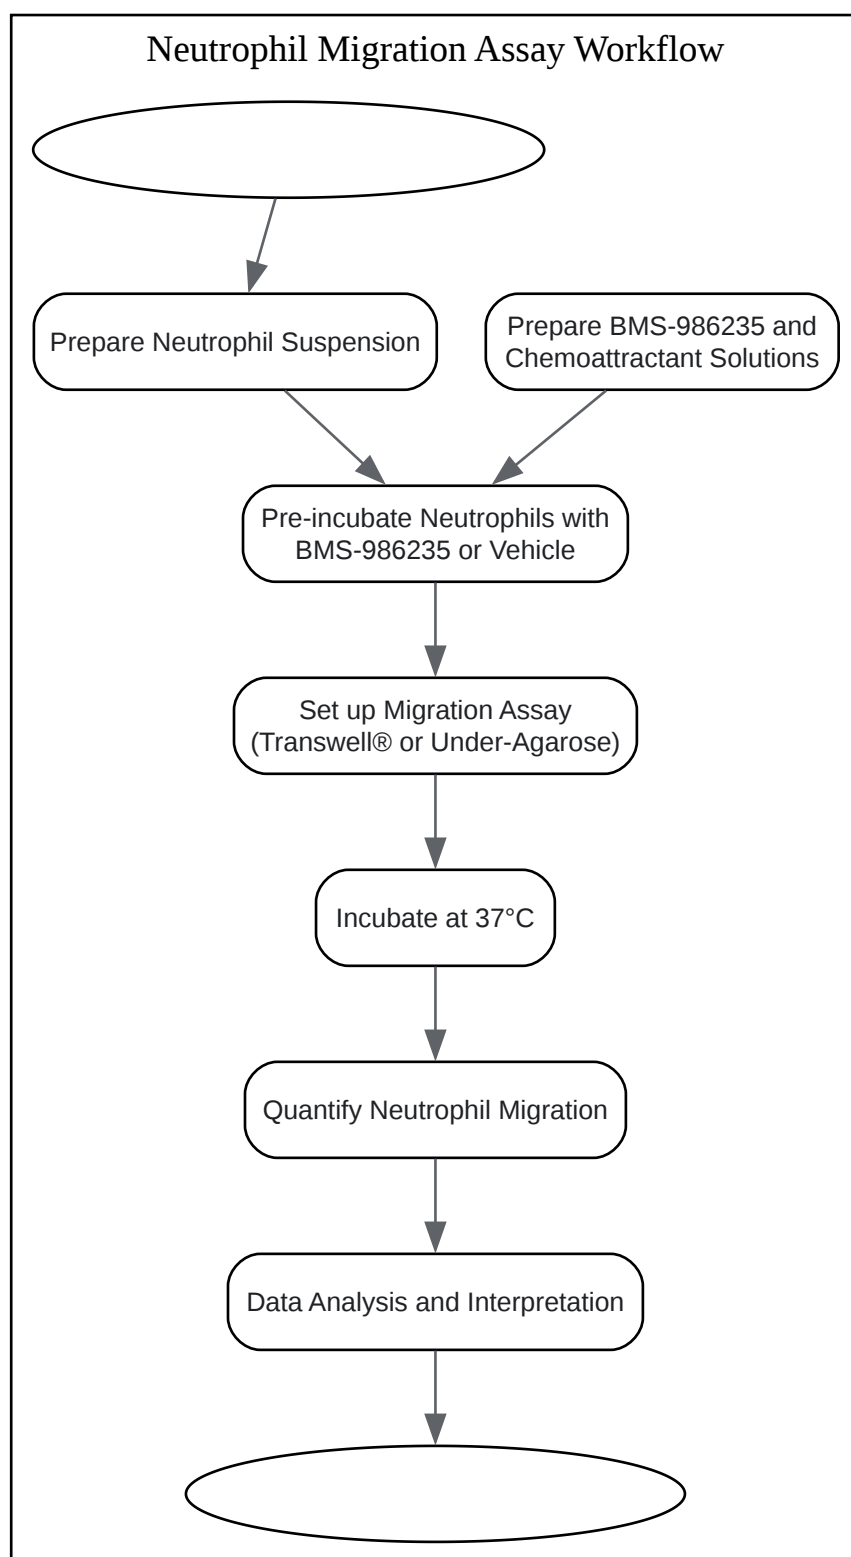 Neutrophil Migration Assay Workflow
Prepare Neutrophil Suspension
Prepare BMS-986235 and
Chemoattractant Solutions
Pre-incubate Neutrophils with
BMS-986235 or Vehicle
Set up Migration Assay
(Transwell® or Under-Agarose)
Incubate at 37°C
Quantify Neutrophil Migration
Data Analysis and Interpretation